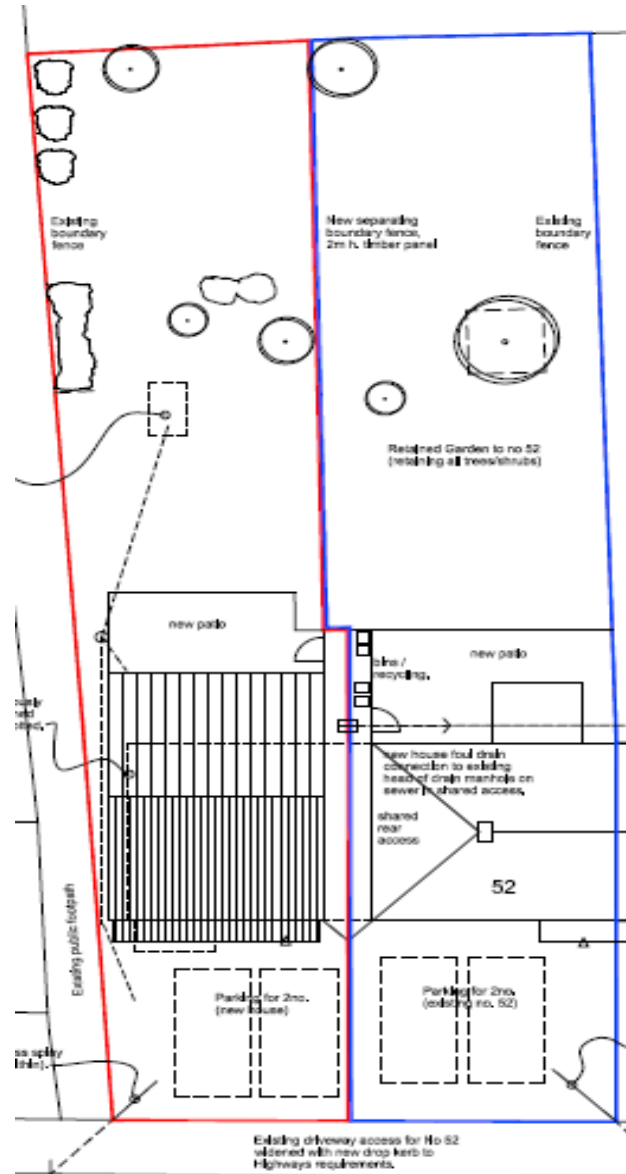 Existing
boundary
fence
New separating
boundary fence,
2m h. timber panel
Existing
boundary
fence
Retained Garden to no 52
(retaining all trees/shrubs)
new patio
bins /
recycling.
new patio
new house foul drain
connection to existing
head of drain manhole on
sewer in shared access.
shared
rear
access
52
Existing public footpath
Parking for 2no.
(new house)
Parking for 2no.
(existing no. 52)
Existing driveway access for No 52
widened with new drop kerb to
Highways requirements.